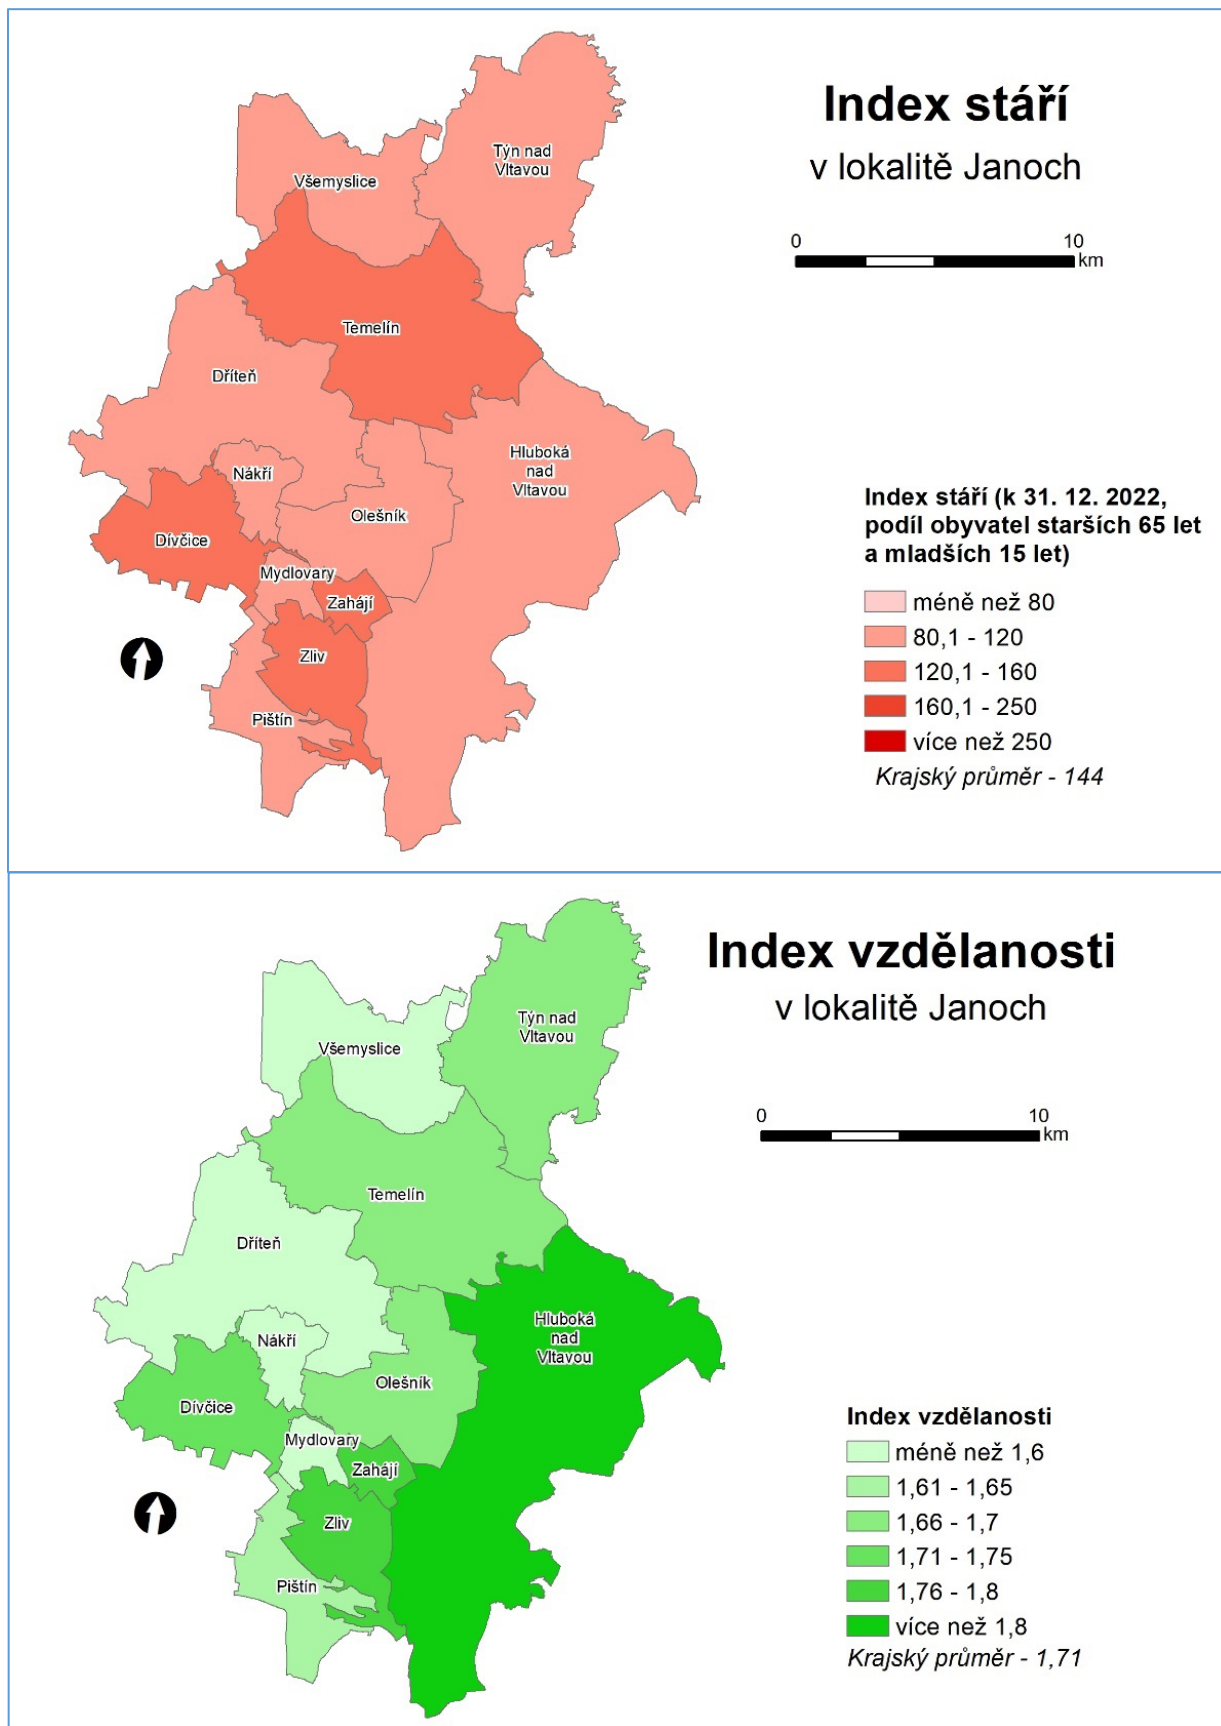 Index stáří
v lokalitě Janoch
0 10
km
Týn nad
Vltavou
Všemyslice
Temelín
Dříteň
Hluboká
nad
Vltavou
Nákří
Olešník
Dívčice
Mydlovary
Zahájí
Zliv
Pištín
Index stáří (k 31. 12. 2022,
podíl obyvatel starších 65 let
a mladších 15 let)
méně než 80
80,1 - 120
120,1 - 160
160,1 - 250
více než 250
Krajský průměr - 144
Index vzdělanosti
v lokalitě Janoch
0 10
km
Týn nad
Vltavou
Všemyslice
Temelín
Dříteň
Hluboká
nad
Vltavou
Nákří
Olešník
Dívčice
Mydlovary
Zahájí
Zliv
Pištín
Index vzdělanosti
méně než 1,6
1,61 - 1,65
1,66 - 1,7
1,71 - 1,75
1,76 - 1,8
více než 1,8
Krajský průměr - 1,71